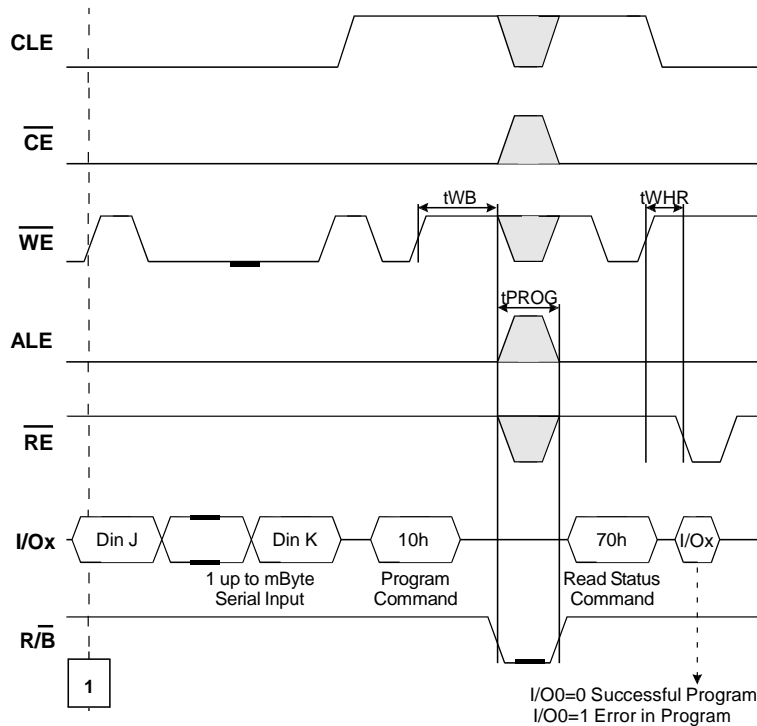 CLE
CE
tWB
tWHR
WE
tPROG
ALE
RE
I/Ox
Din J
Din K
10h
70h
I/Ox
1 up to mByte
Serial Input
Program
Command
Read Status
Command
R/B
1
I/O0=0 Successful Program
I/O0=1 Error in Program